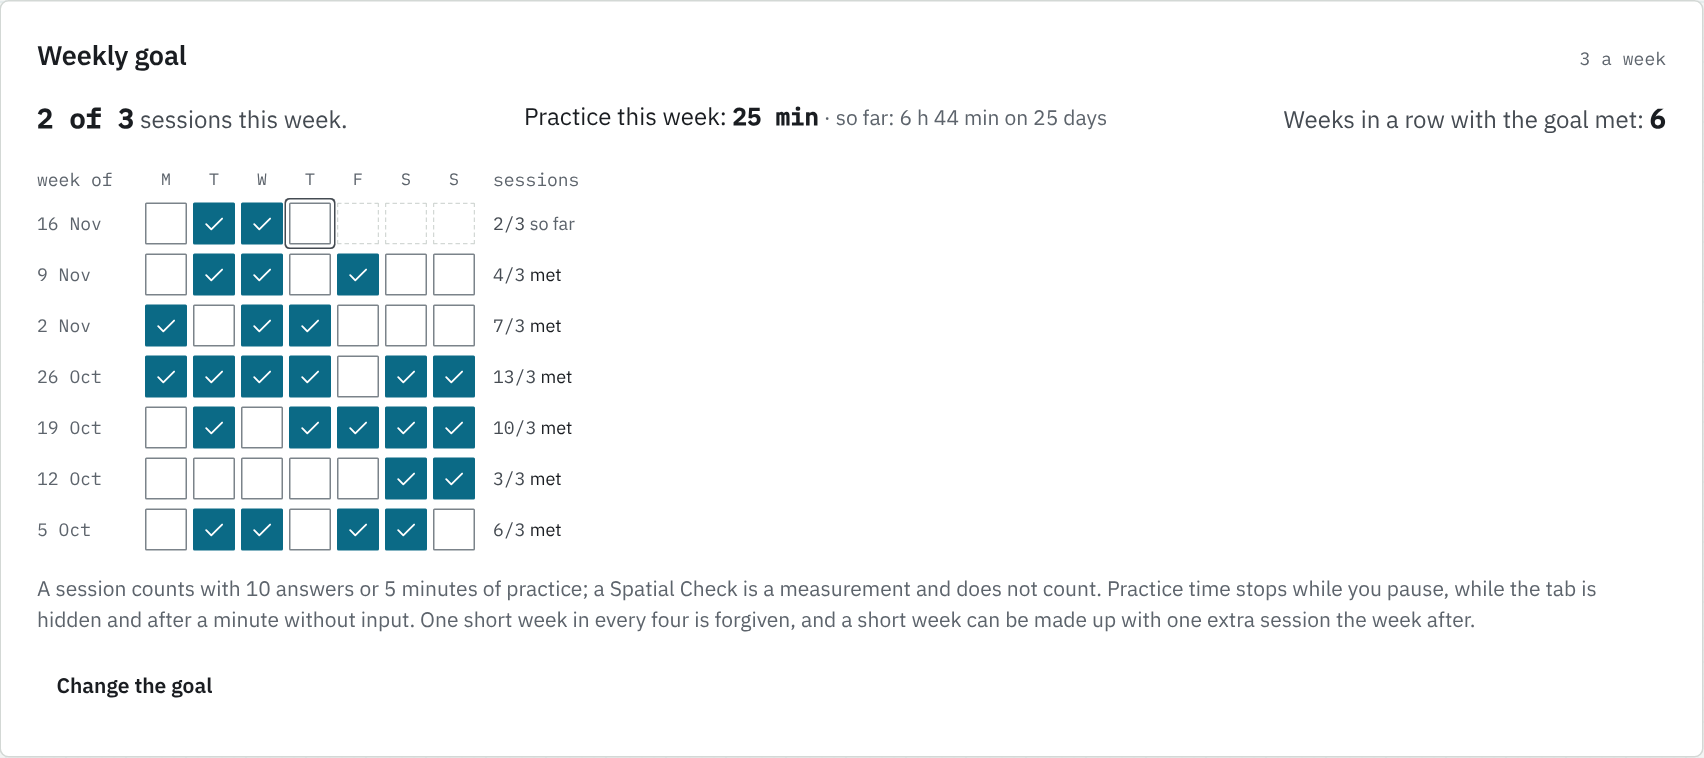 Weekly goal
3 a week
2 of 3 sessions this week.
Practice this week: 25 min · so far: 6 h 44 min on 25 days
Weeks in a row with the goal met: 6
week of M T W T F S S sessions
16 Nov 2/3 so far
9 Nov 4/3 met
2 Nov 7/3 met
26 Oct 13/3 met
19 Oct 10/3 met
12 Oct 3/3 met
5 Oct 6/3 met
A session counts with 10 answers or 5 minutes of practice; a Spatial Check is a measurement and does not count. Practice time stops while you pause, while the tab is
hidden and after a minute without input. One short week in every four is forgiven, and a short week can be made up with one extra session the week after.
Change the goal